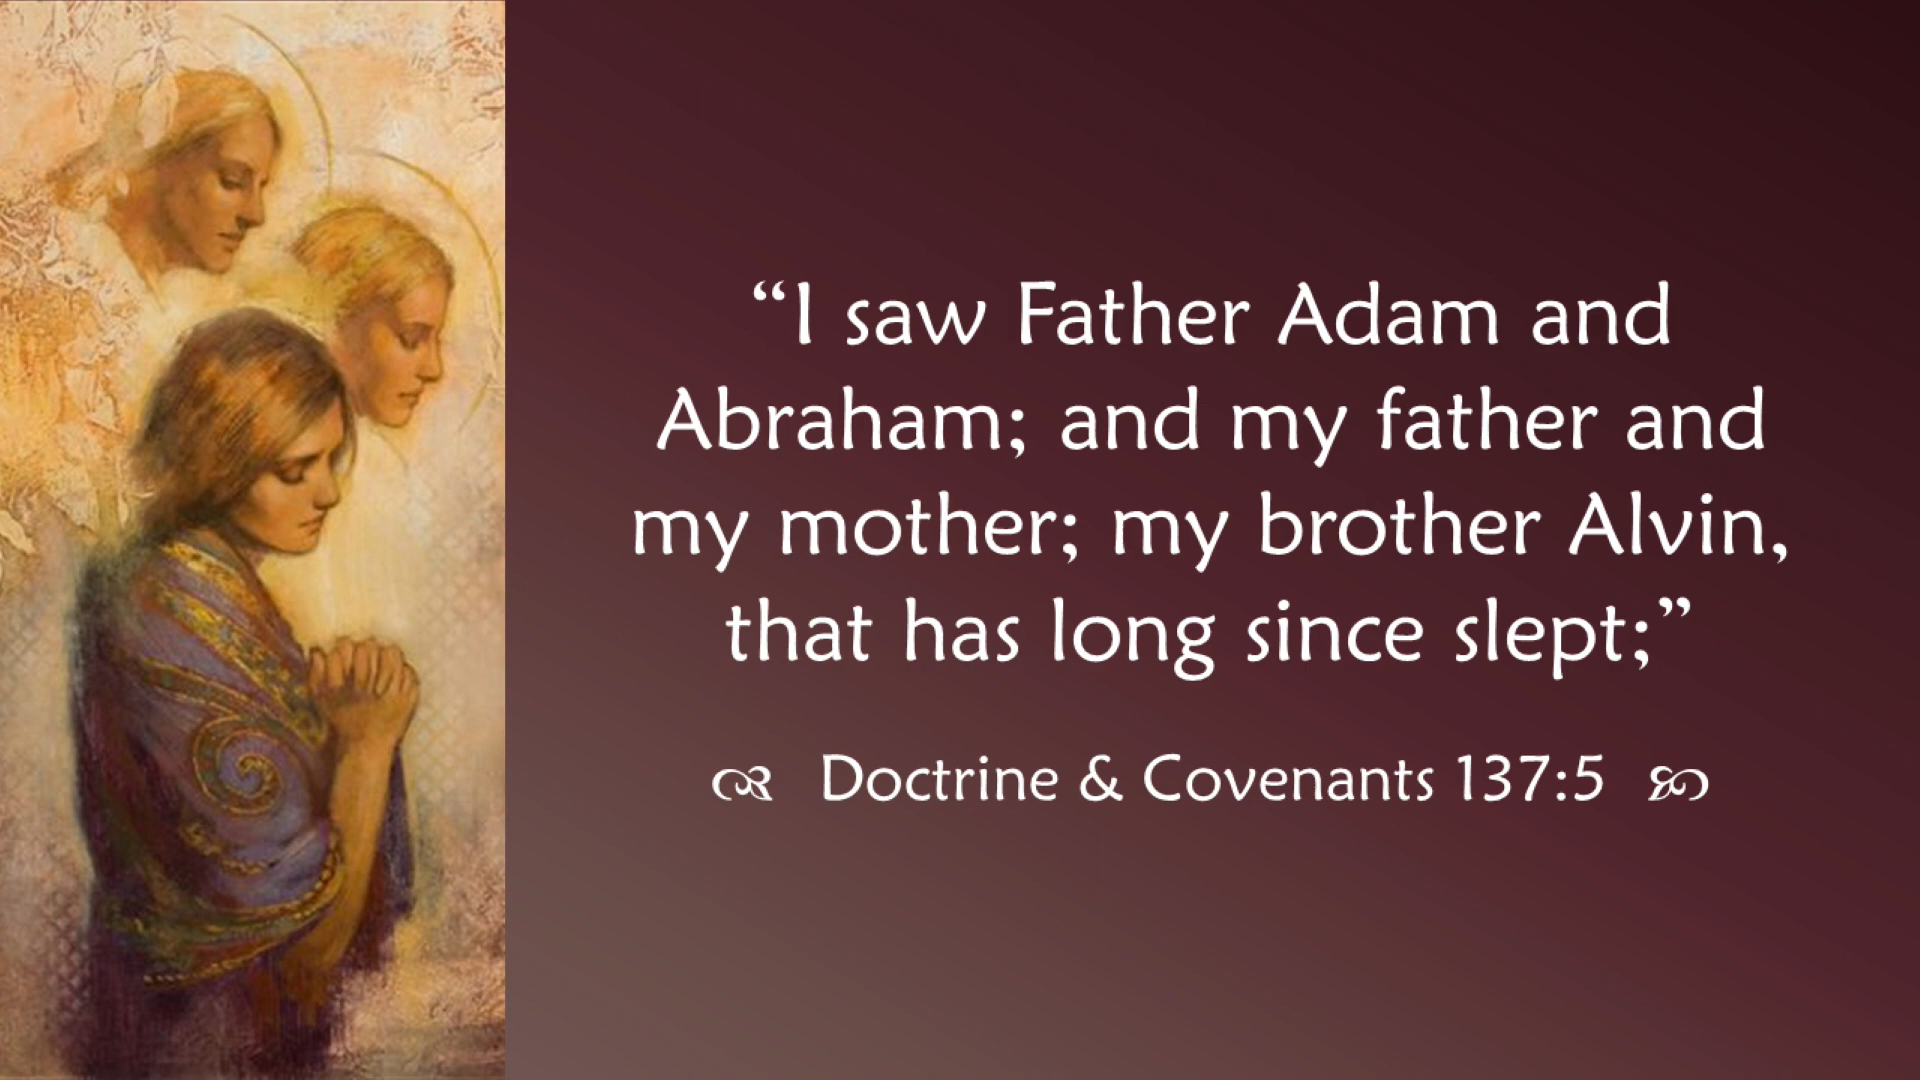 “I saw Father Adam and
Abraham; and my father and
my mother; my brother Alvin,
that has long since slept;”
Doctrine & Covenants 137:5